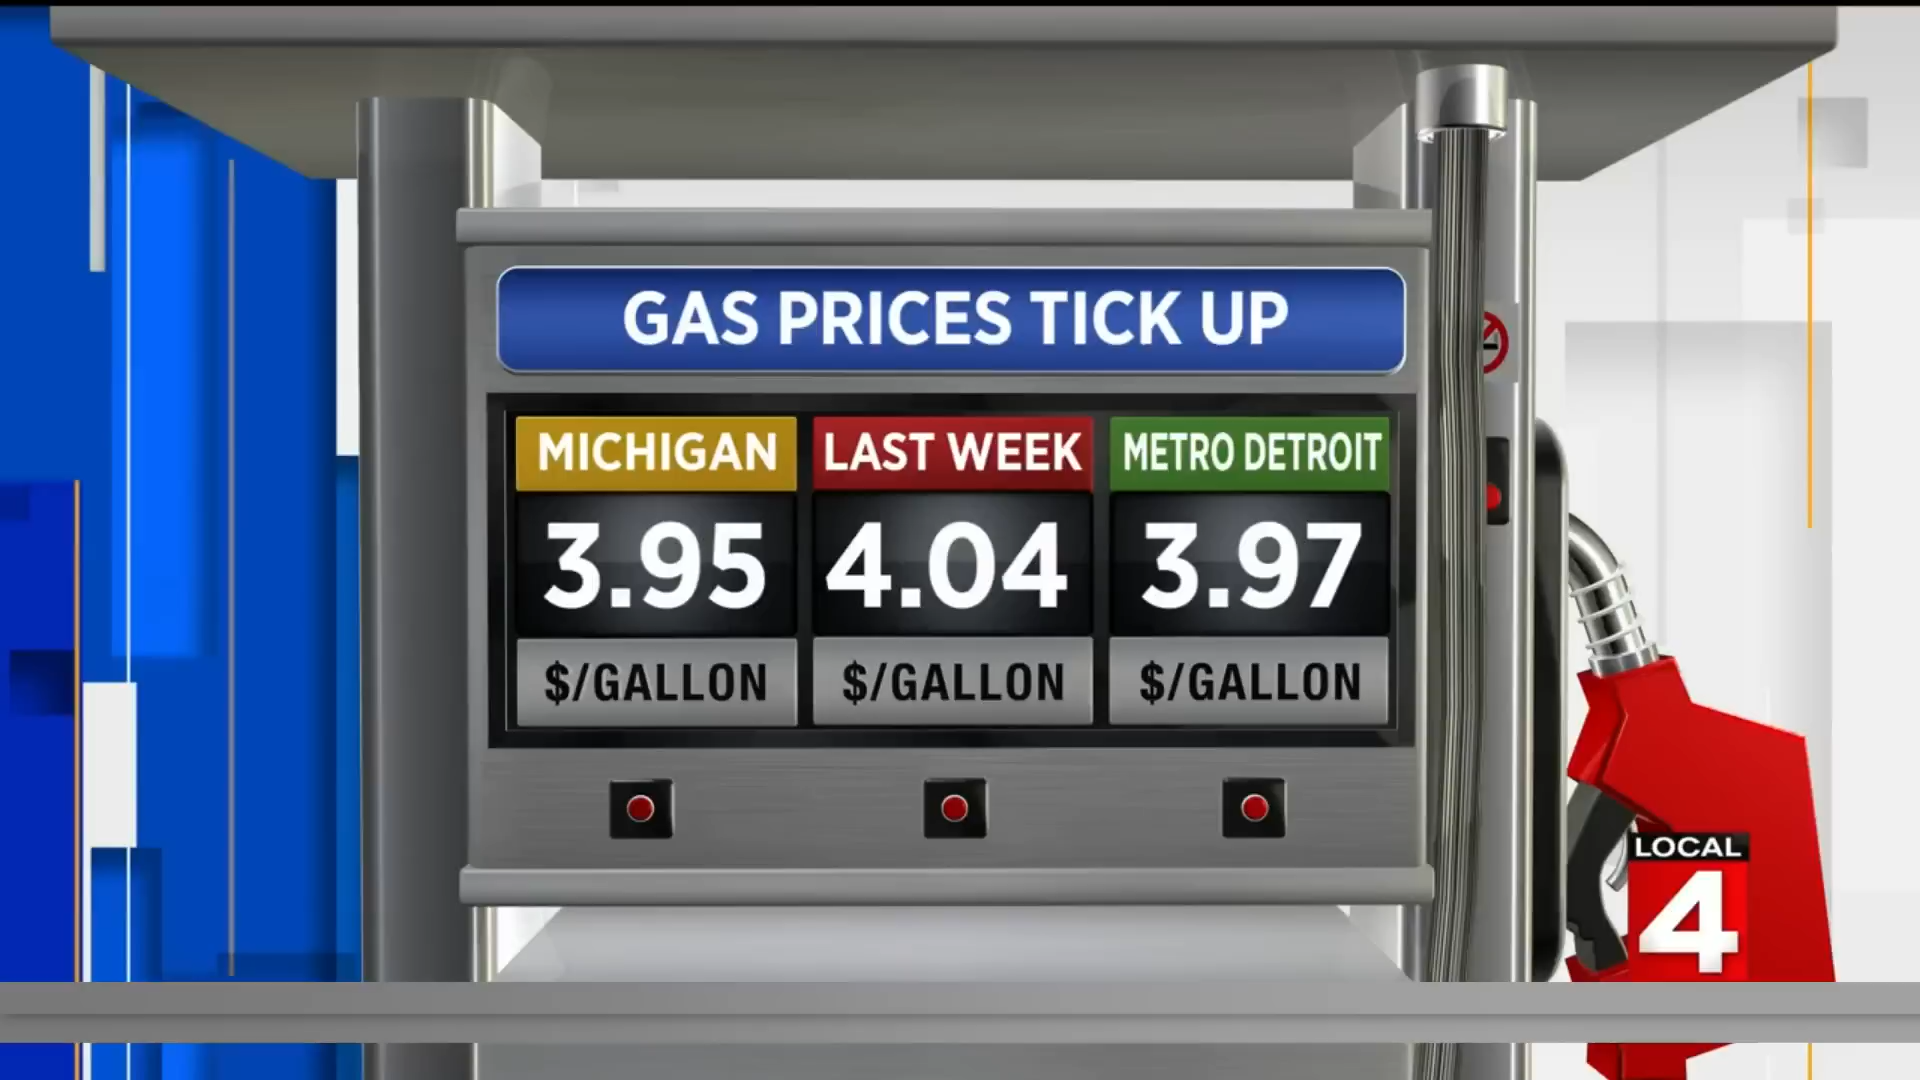 GAS PRICES TICK UP
MICHIGAN
3.95
$/GALLON
LAST WEEK
4.04
$/GALLON
METRO DETROIT
3.97
$/GALLON
LOCAL
4